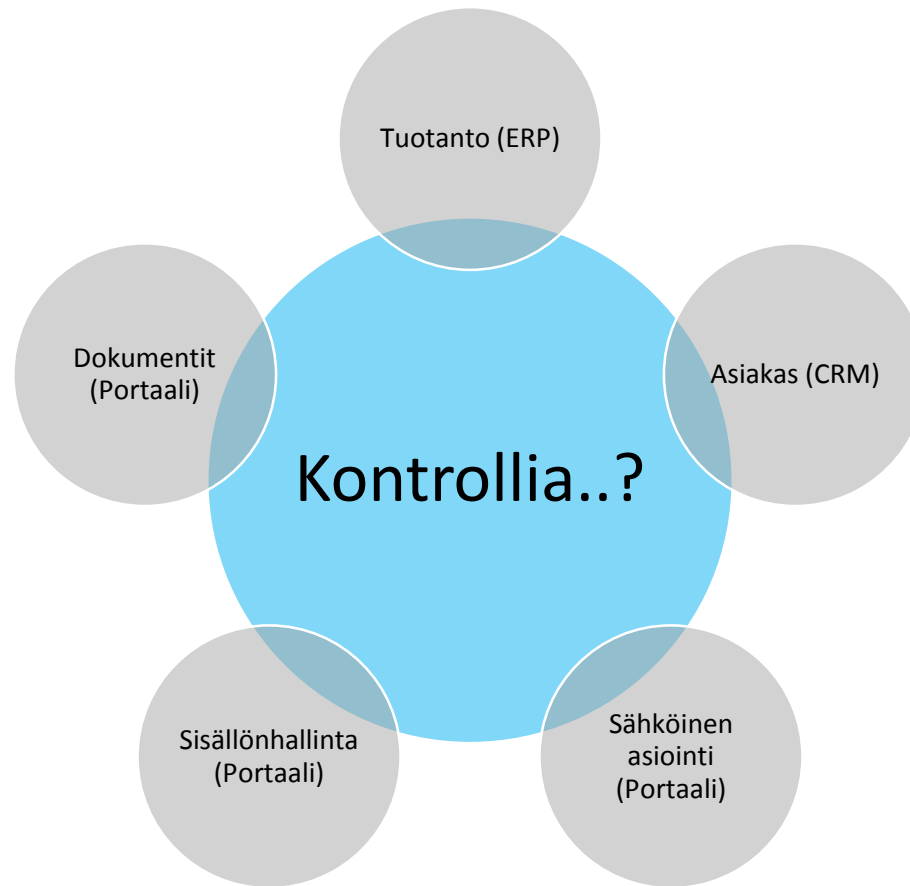 Tuotanto (ERP)
Dokumentit
(Portaali)
Asiakas (CRM)
Kontrollia..?
Sisällönhallinta
(Portaali)
Sähköinen
asiointi
(Portaali)